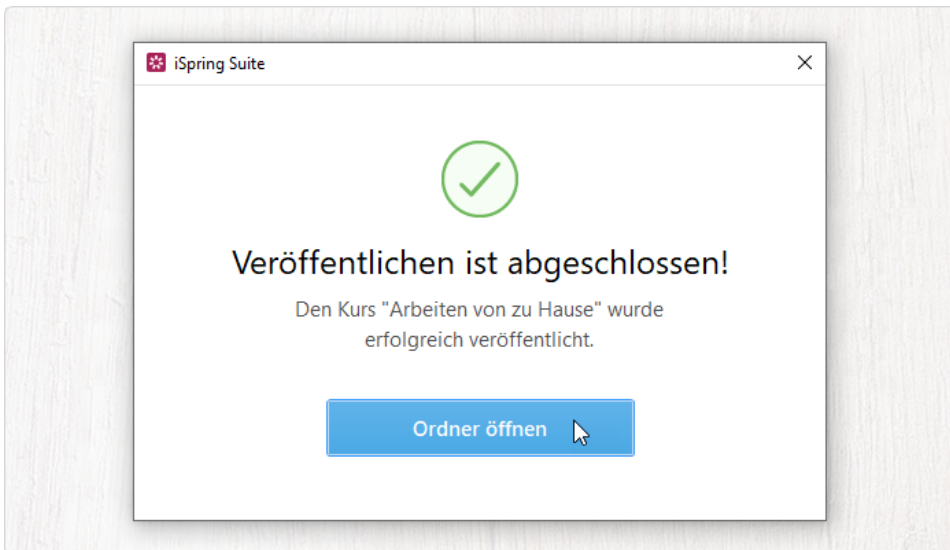 iSpring Suite
Veröffentlichen ist abgeschlossen!
Den Kurs "Arbeiten von zu Hause" wurde
erfolgreich veröffentlicht.
Ordner öffnen